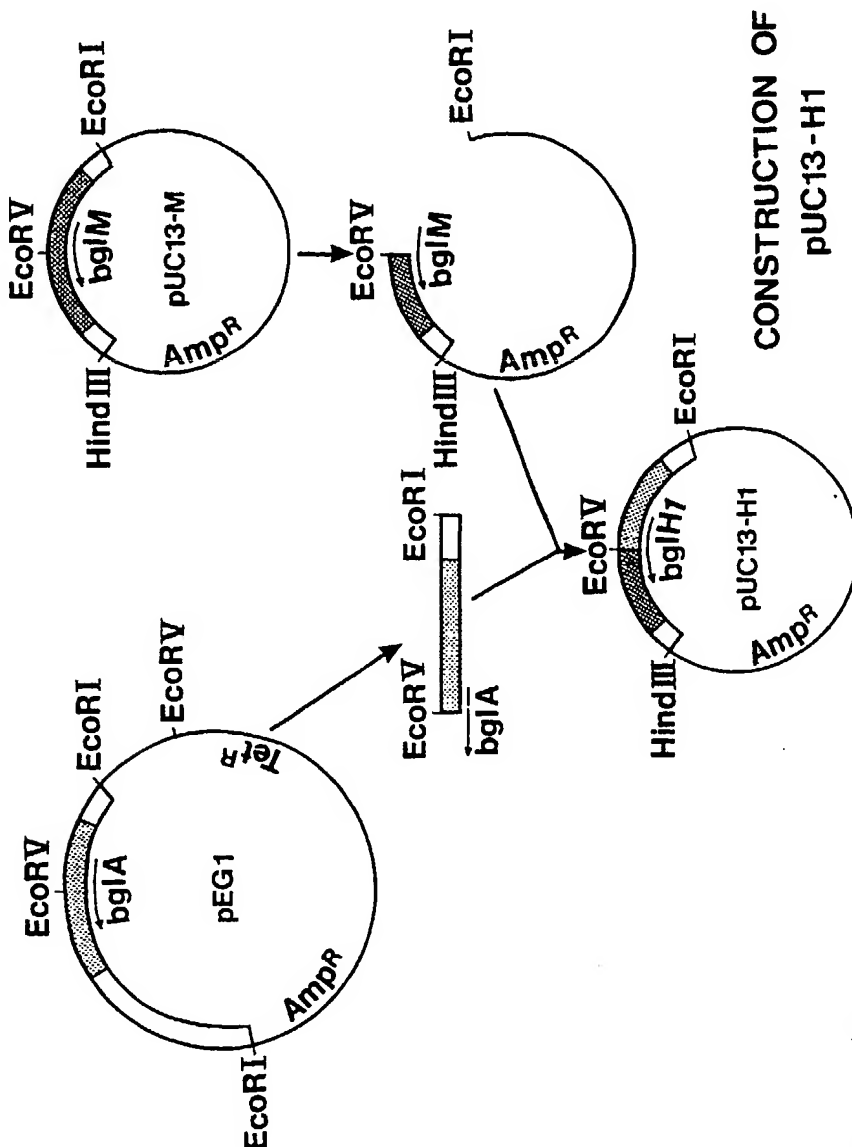 EcoRV
EcoRI
EcoRV
bglA
pEG1
TetR
AmpR
EcoRI
EcoRV
EcoRI
bglM
pUC13-M
AmpR
HindIII
EcoRV
EcoRI
bglA
EcoRV
EcoRI
bglM
AmpR
HindIII
EcoRV
EcoRI
bglH1
pUC13-H1
AmpR
HindIII
CONSTRUCTION OF
pUC13-H1